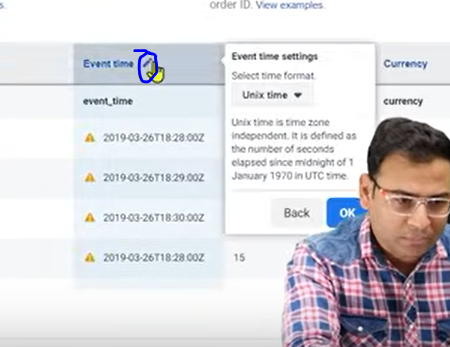 s.
order ID. View examples.
Event time
event_time
2019-03-26T18:28:00Z
2019-03-26T18:29:00Z
2019-03-26T18:30:00Z
2019-03-26T18:28:00Z
15
Event time settings
Select time format.
Unix time
Unix time is time zone
independent. It is defined as
the number of seconds
elapsed since midnight of 1
January 1970 in UTC time.
Back OK
Currency
currency